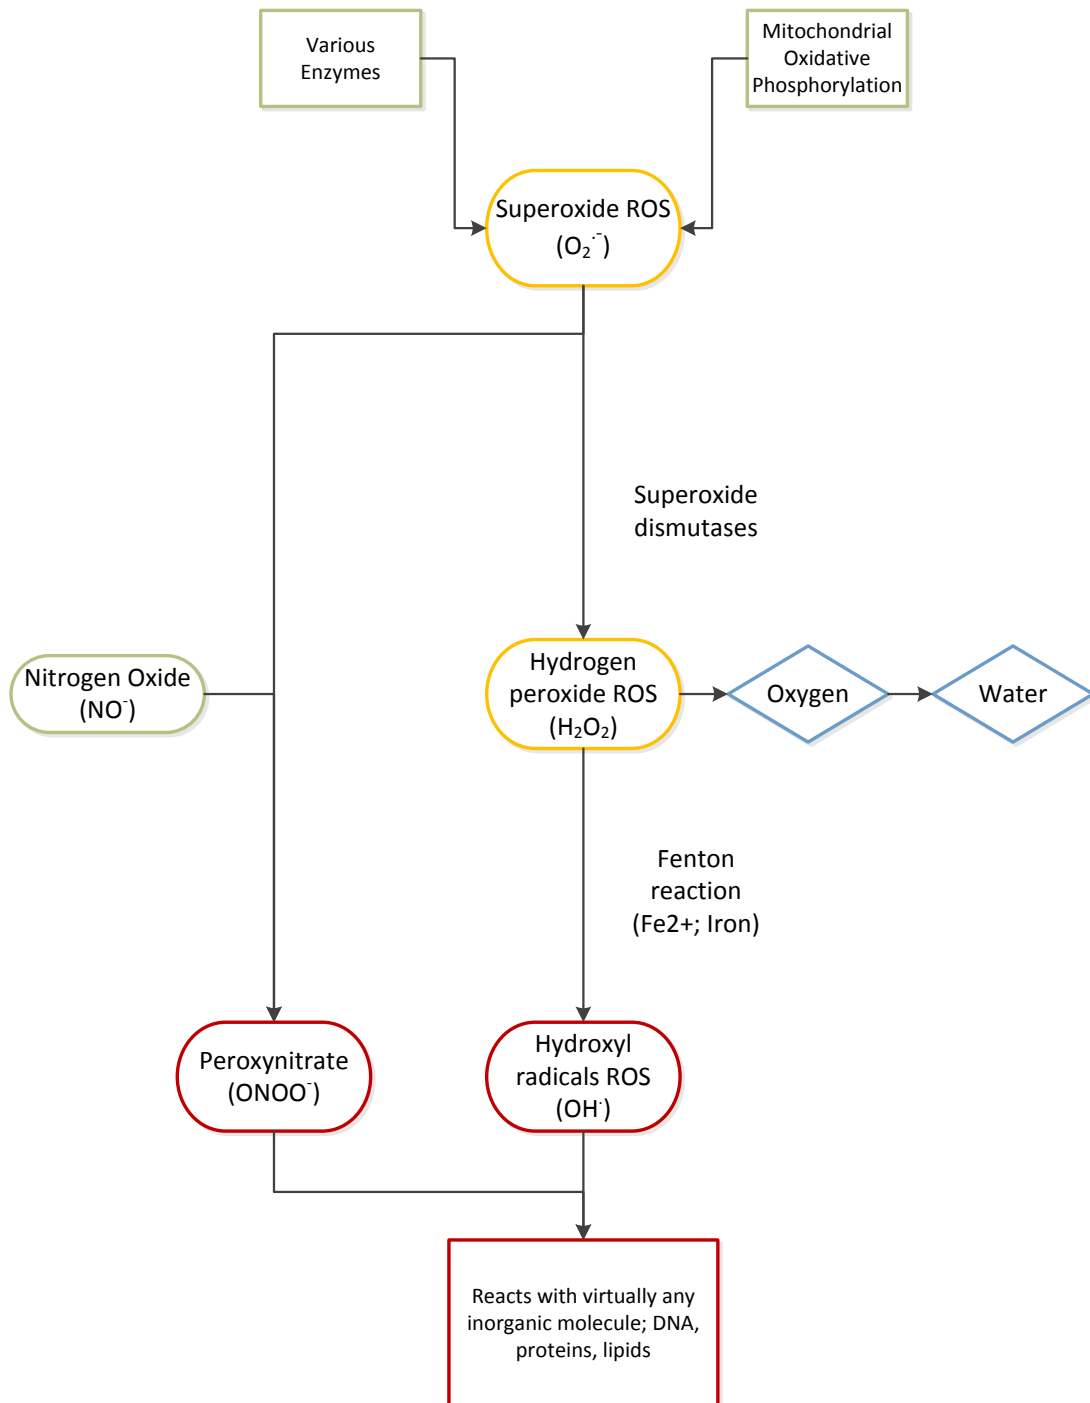 Various
Enzymes
Mitochondrial
Oxidative
Phosphorylation
Superoxide ROS
(O₂˙⁻)
Superoxide
dismutases
Nitrogen Oxide
(NO⁻)
Hydrogen
peroxide ROS
(H₂O₂)
Oxygen
Water
Fenton
reaction
(Fe2+; Iron)
Peroxynitrate
(ONOO⁻)
Hydroxyl
radicals ROS
(OH˙)
Reacts with virtually any
inorganic molecule; DNA,
proteins, lipids